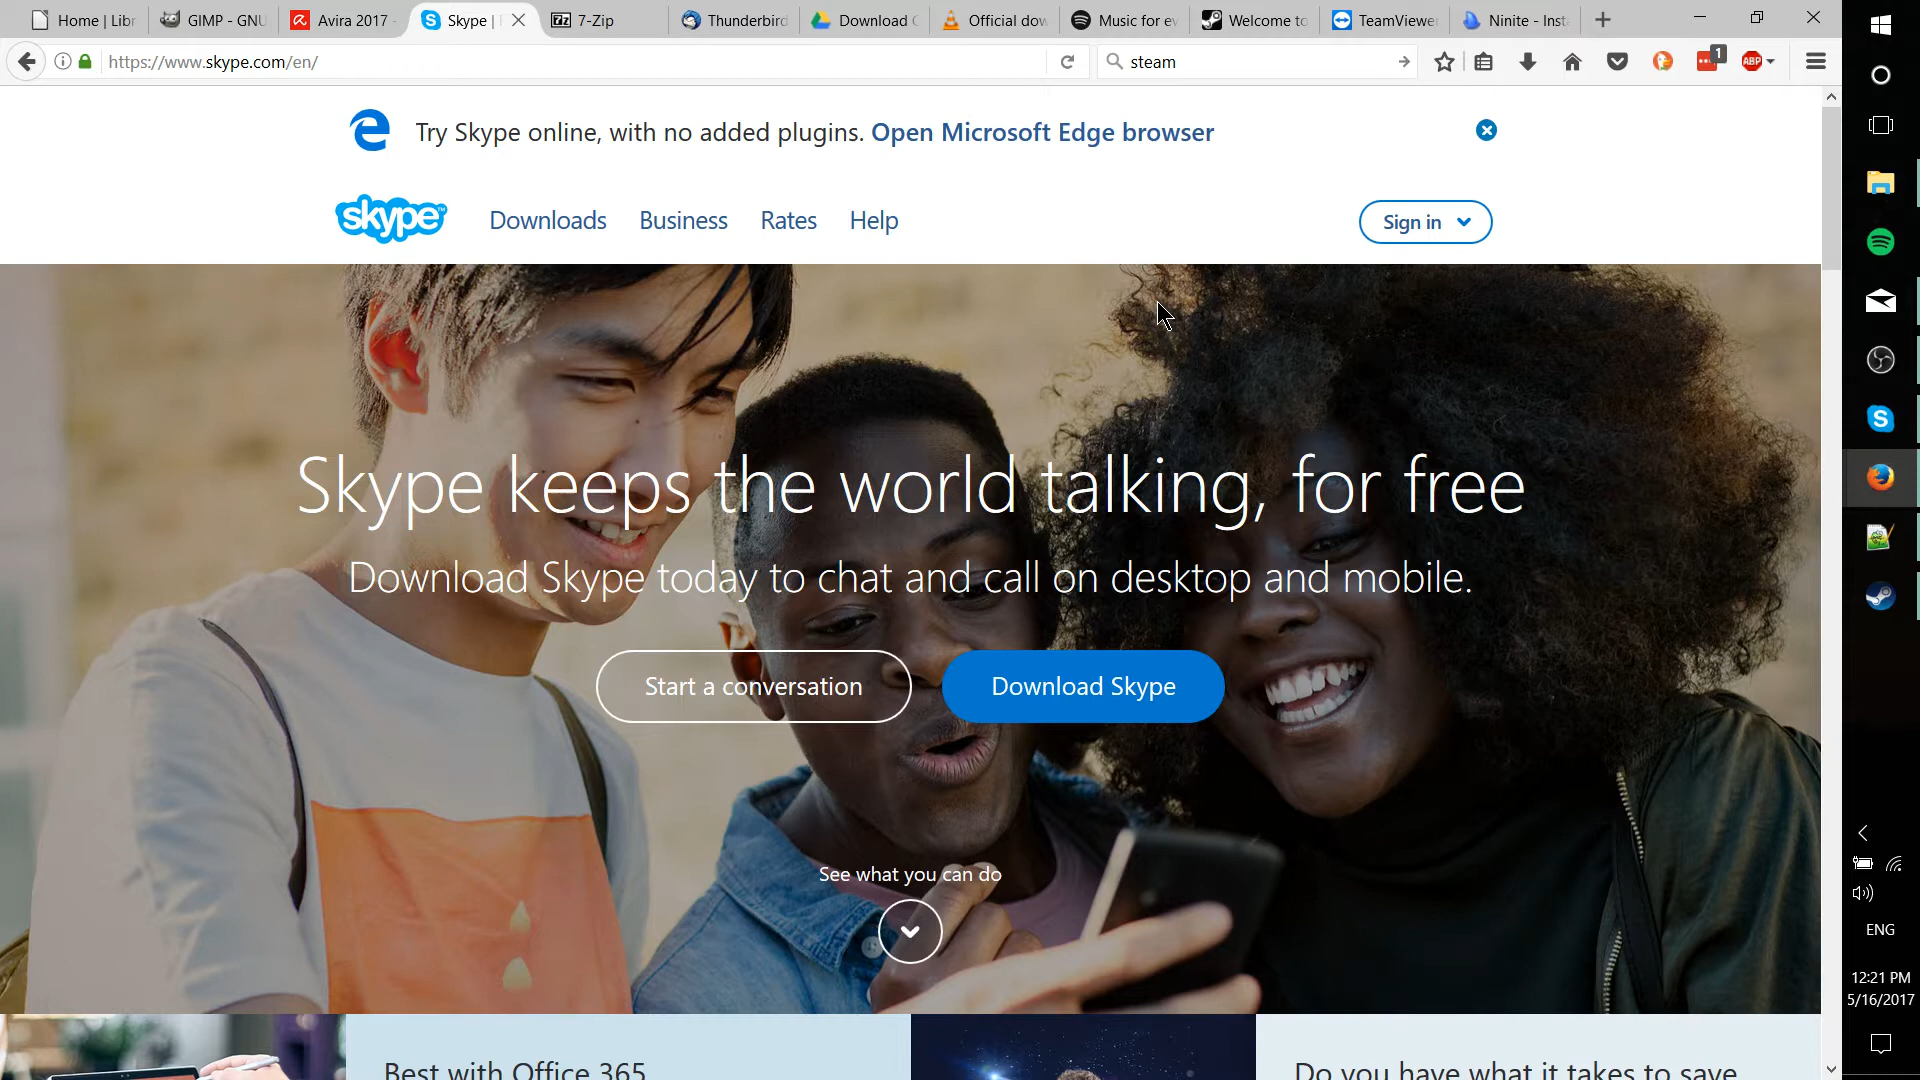 Home | Libr
GIMP - GNU
Avira 2017 -
Skype |
7-Zip
Thunderbird
Download G
Official dow
Music for ev
Welcome to
TeamViewer
Ninite - Inst
https://www.skype.com/en/
steam
1
ABP
Try Skype online, with no added plugins. Open Microsoft Edge browser
skype™
Downloads
Business
Rates
Help
Sign in
Skype keeps the world talking, for free
Download Skype today to chat and call on desktop and mobile.
Start a conversation
Download Skype
See what you can do
Best with Office 365
Do you have what it takes to save
ENG
12:21 PM
5/16/2017